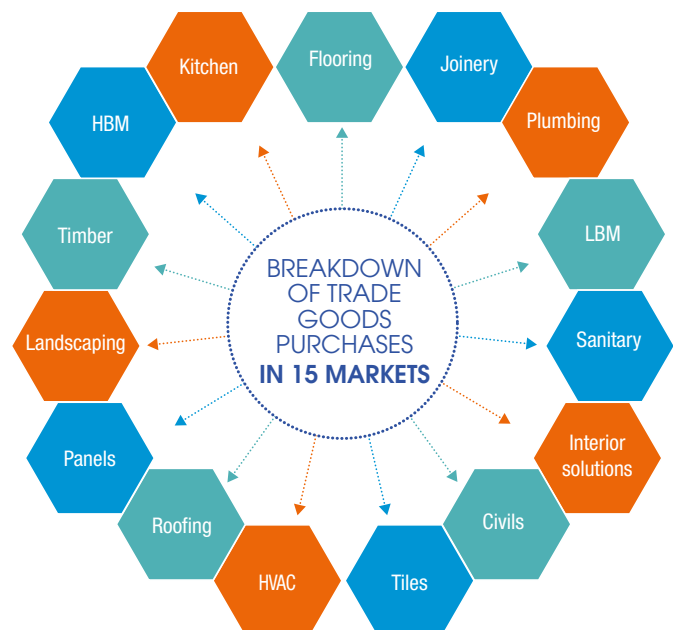 Flooring
Joinery
Plumbing
LBM
Sanitary
Interior
solutions
Civils
Tiles
HVAC
Roofing
Panels
Landscaping
Timber
HBM
Kitchen
BREAKDOWN
OF TRADE
GOODS
PURCHASES
IN 15 MARKETS